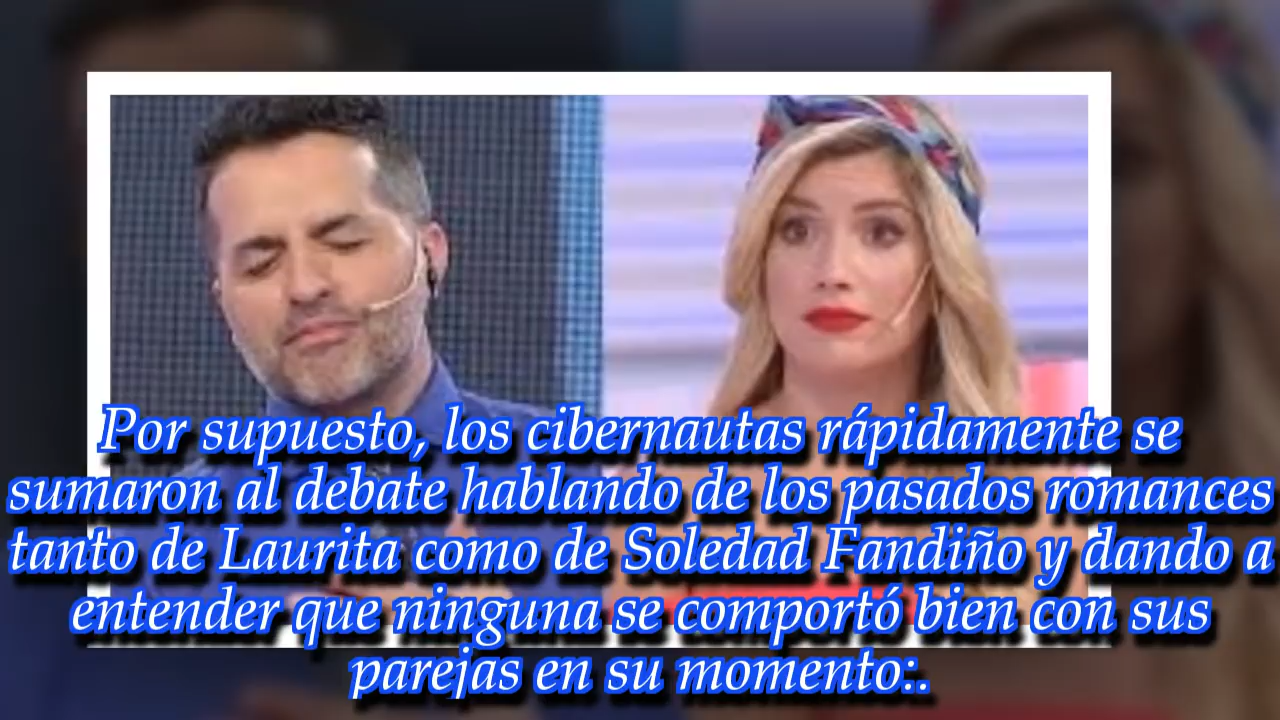 Por supuesto, los cibernautas rápidamente se
sumaron al debate hablando de los pasados romances
tanto de Laurita como de Soledad Fandiño y dando a
entender que ninguna se comportó bien con sus
parejas en su momento:.